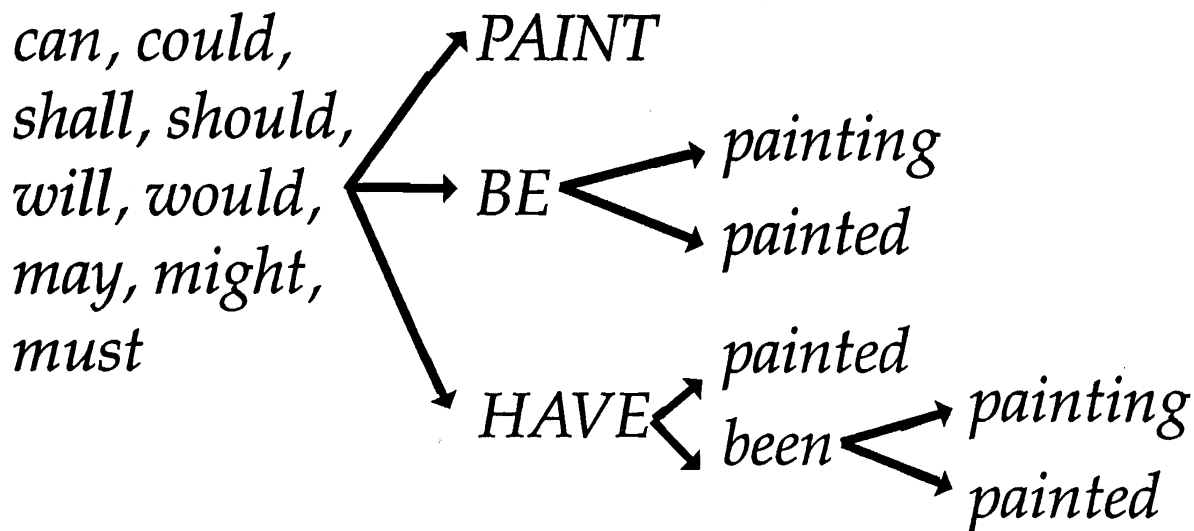 can, could,
shall, should,
will, would,
may, might,
must
PAINT
BE
painting
painted
HAVE
painted
been
painting
painted